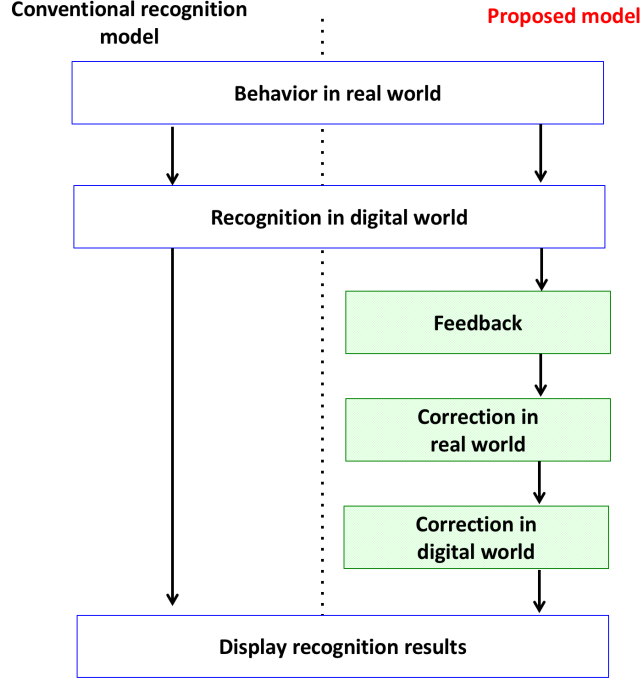 Conventional recognition
model
Proposed model
Behavior in real world
Recognition in digital world
Feedback
Correction in
real world
Correction in
digital world
Display recognition results